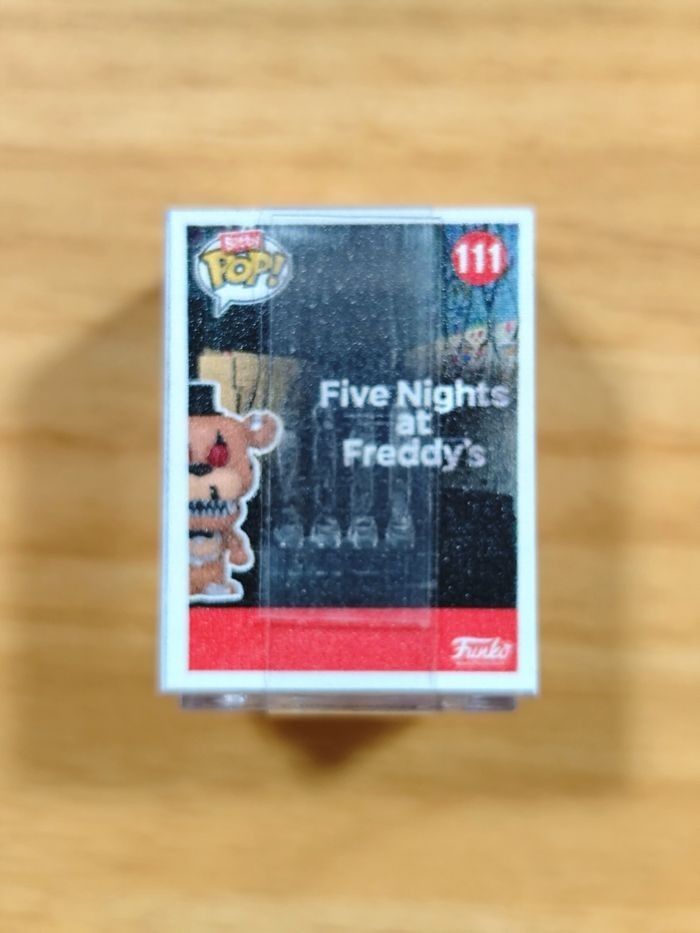 Bitty
POP!
111
Five Nights
at
Freddy's
Funko